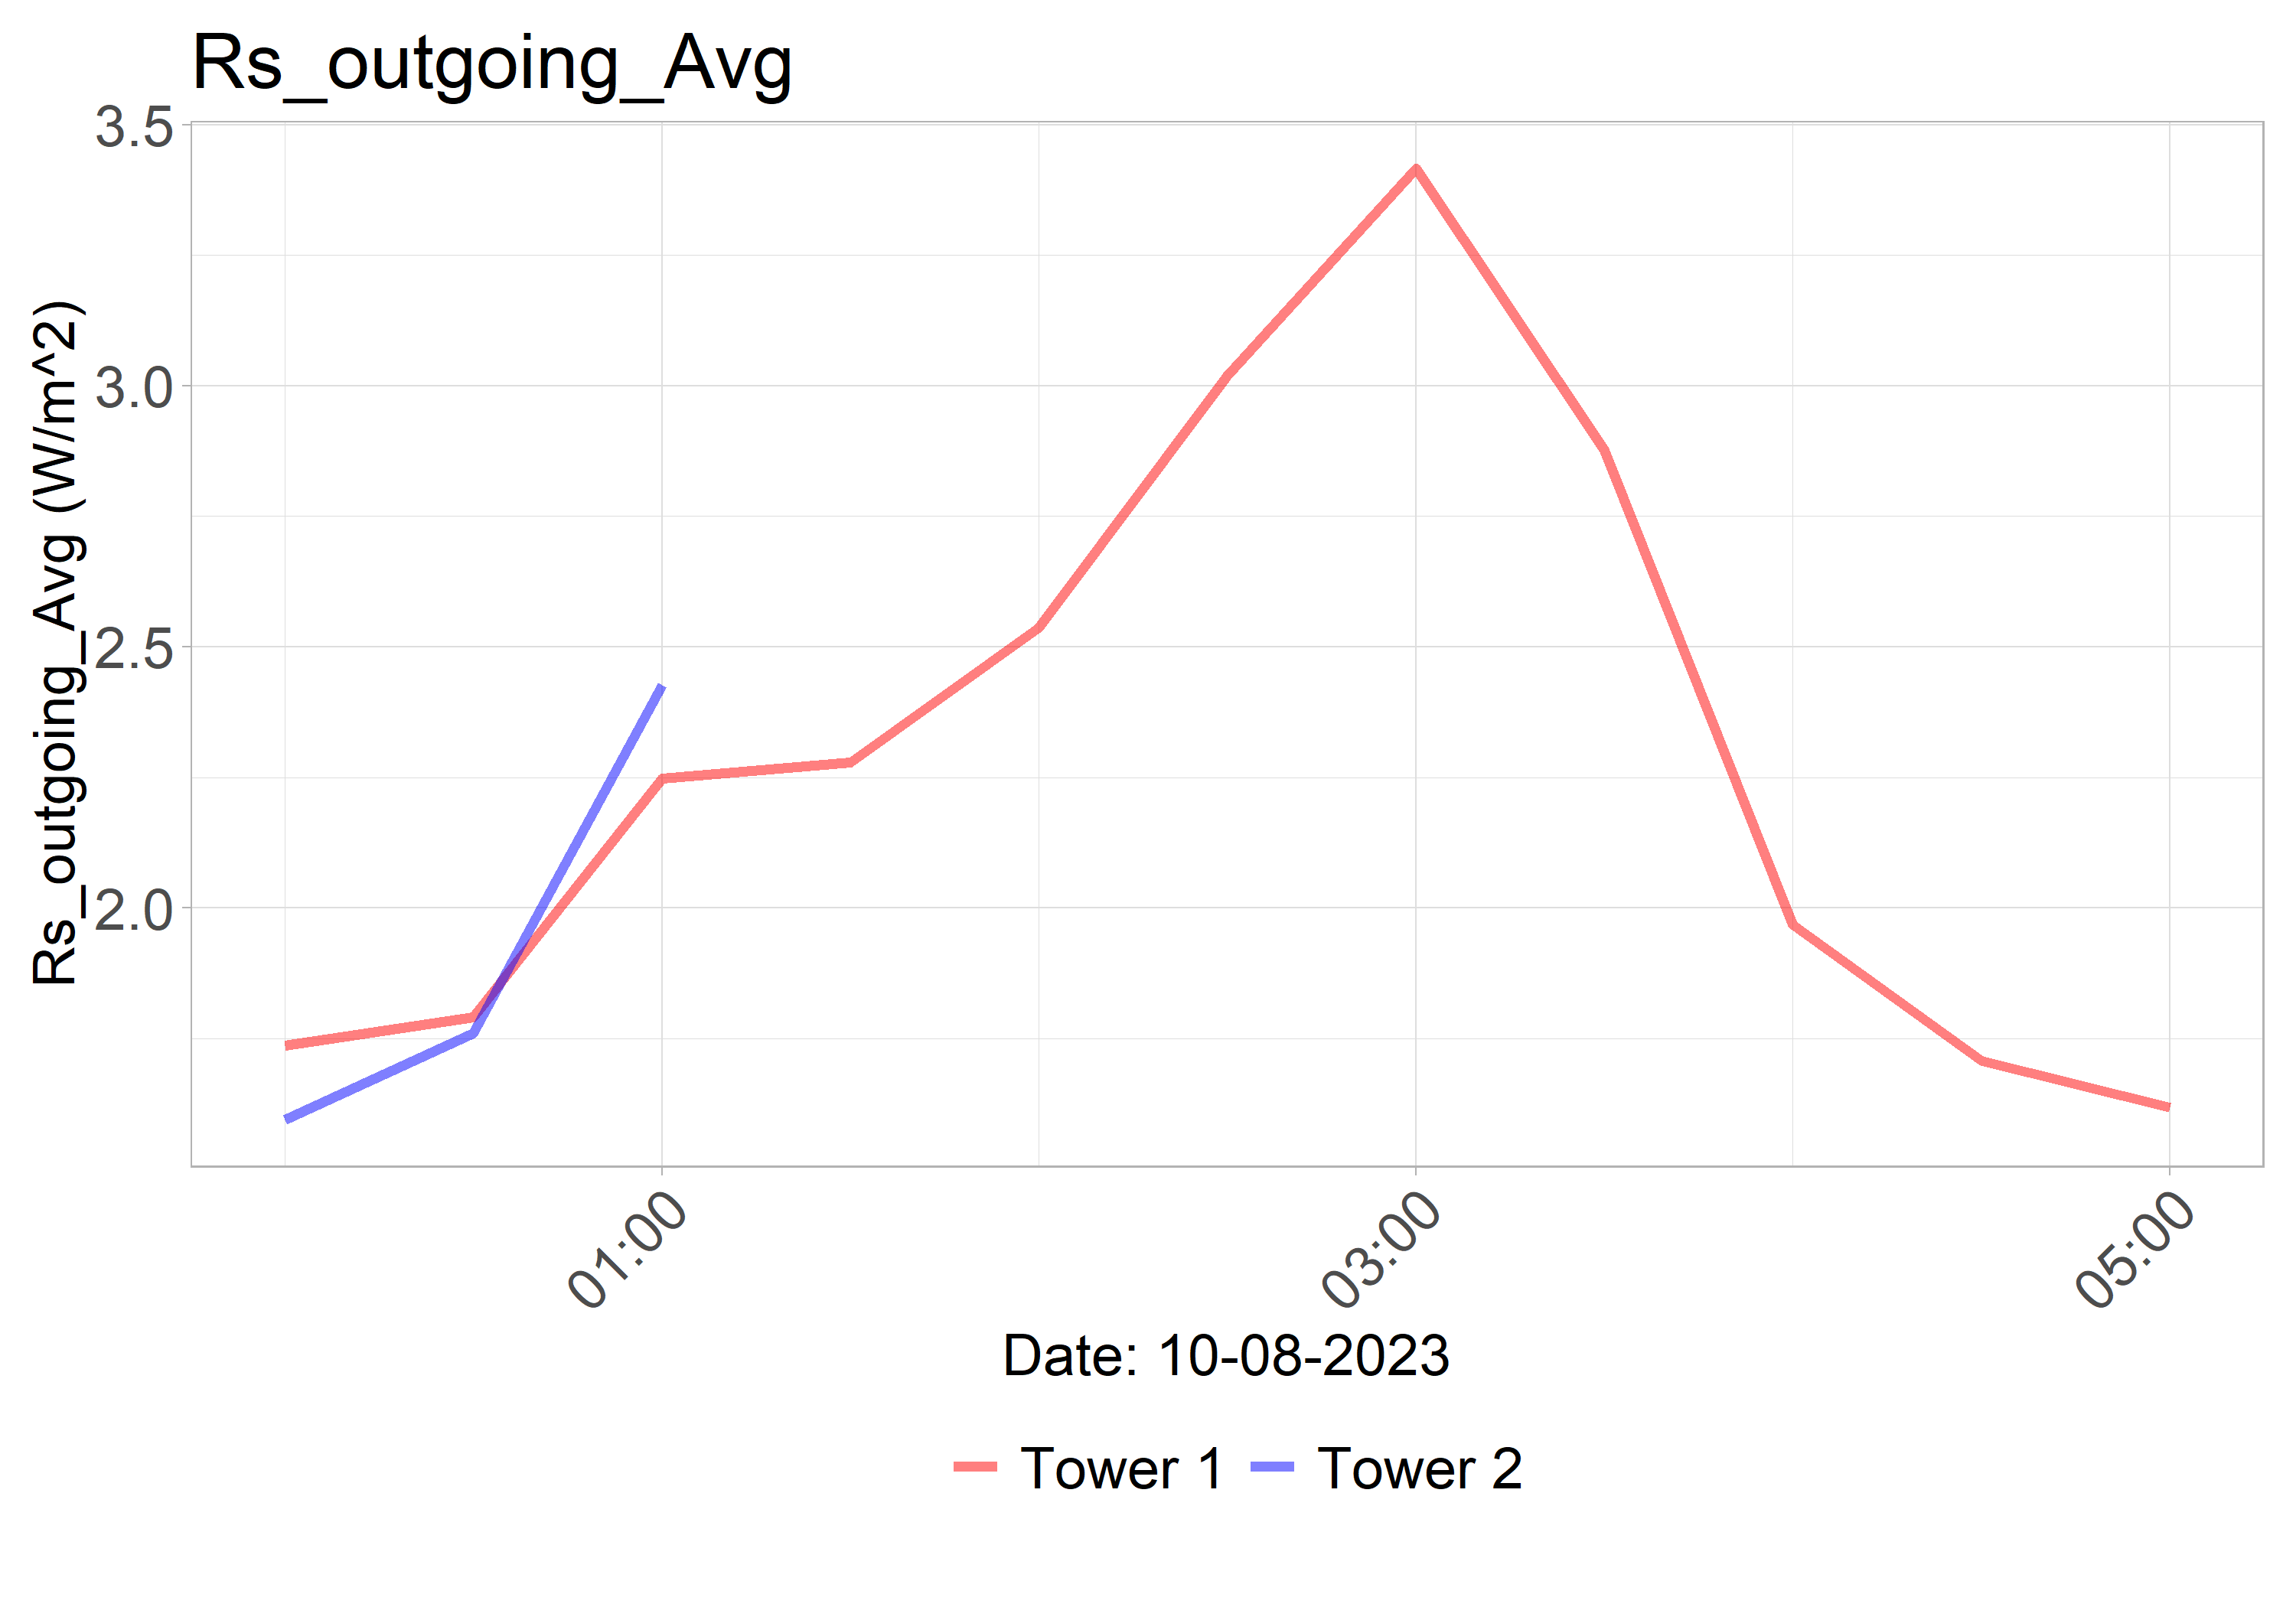 Rs_outgoing_Avg
Rs_outgoing_Avg (W/m^2)
3.5
3.0
2.5
2.0
01:00
03:00
05:00
Date: 10-08-2023
Tower 1
Tower 2